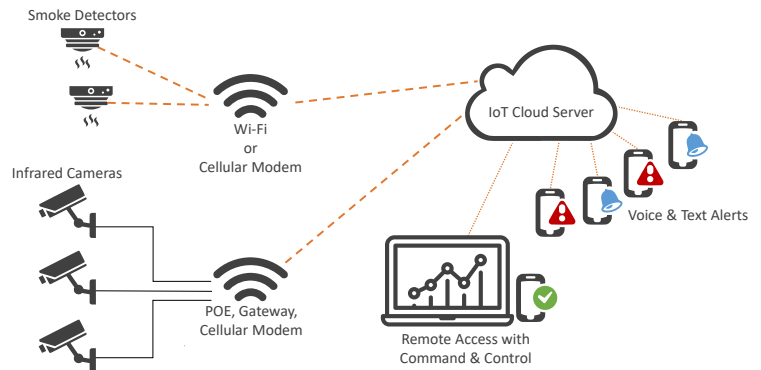 Smoke Detectors
Wi-Fi
or
Cellular Modem
IoT Cloud Server
Voice & Text Alerts
Infrared Cameras
POE, Gateway,
Cellular Modem
Remote Access with
Command & Control